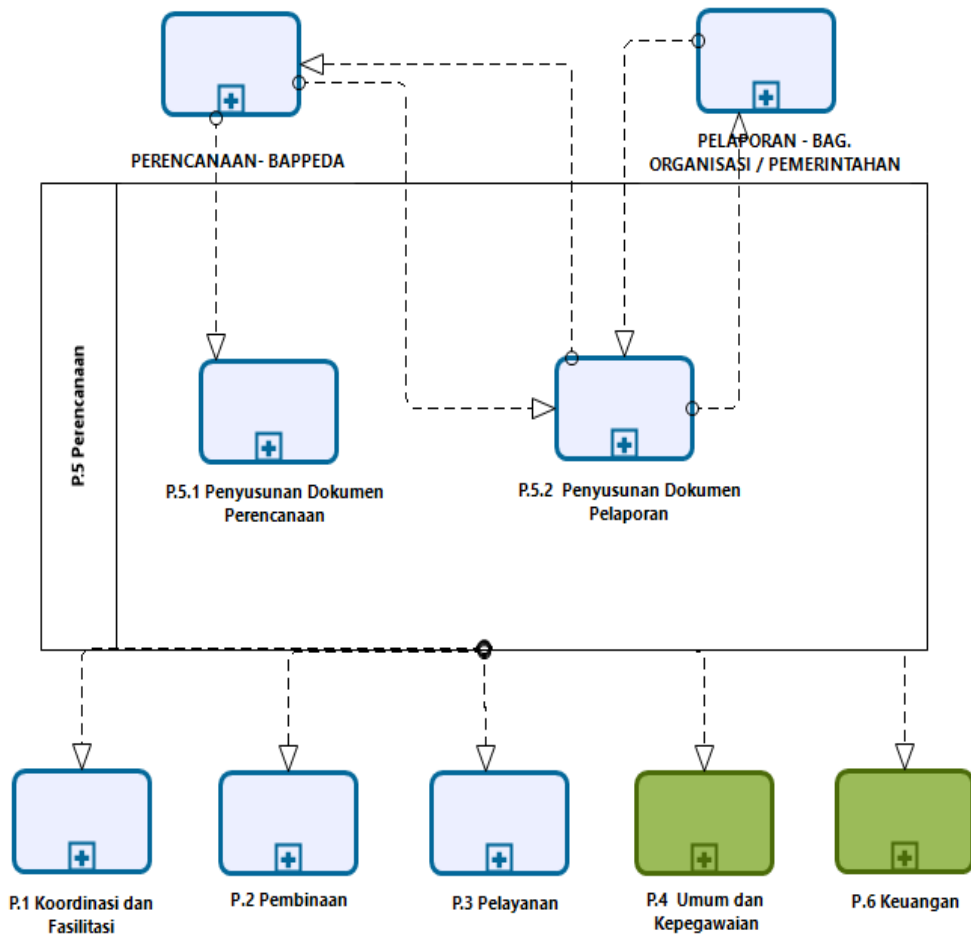 PERENCANAAN- BAPPEDA
PELAPORAN - BAG.
ORGANISASI / PEMERINTAHAN
P.5 Perencanaan
P.5.1 Penyusunan Dokumen
Perencanaan
P.5.2 Penyusunan Dokumen
Pelaporan
P.1 Koordinasi dan
Fasilitasi
P.2 Pembinaan
P.3 Pelayanan
P.4 Umum dan
Kepegawaian
P.6 Keuangan